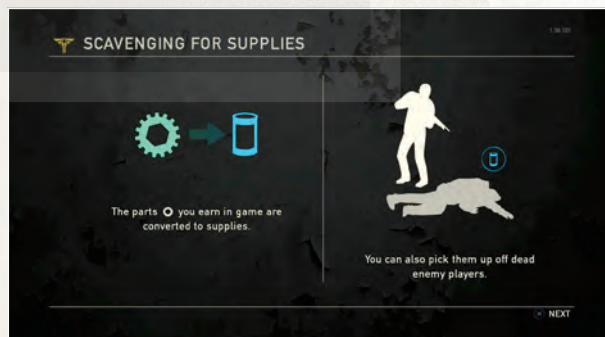 SCAVENGING FOR SUPPLIES
The parts you earn in game are
converted to supplies.
You can also pick them up off dead
enemy players.
NEXT